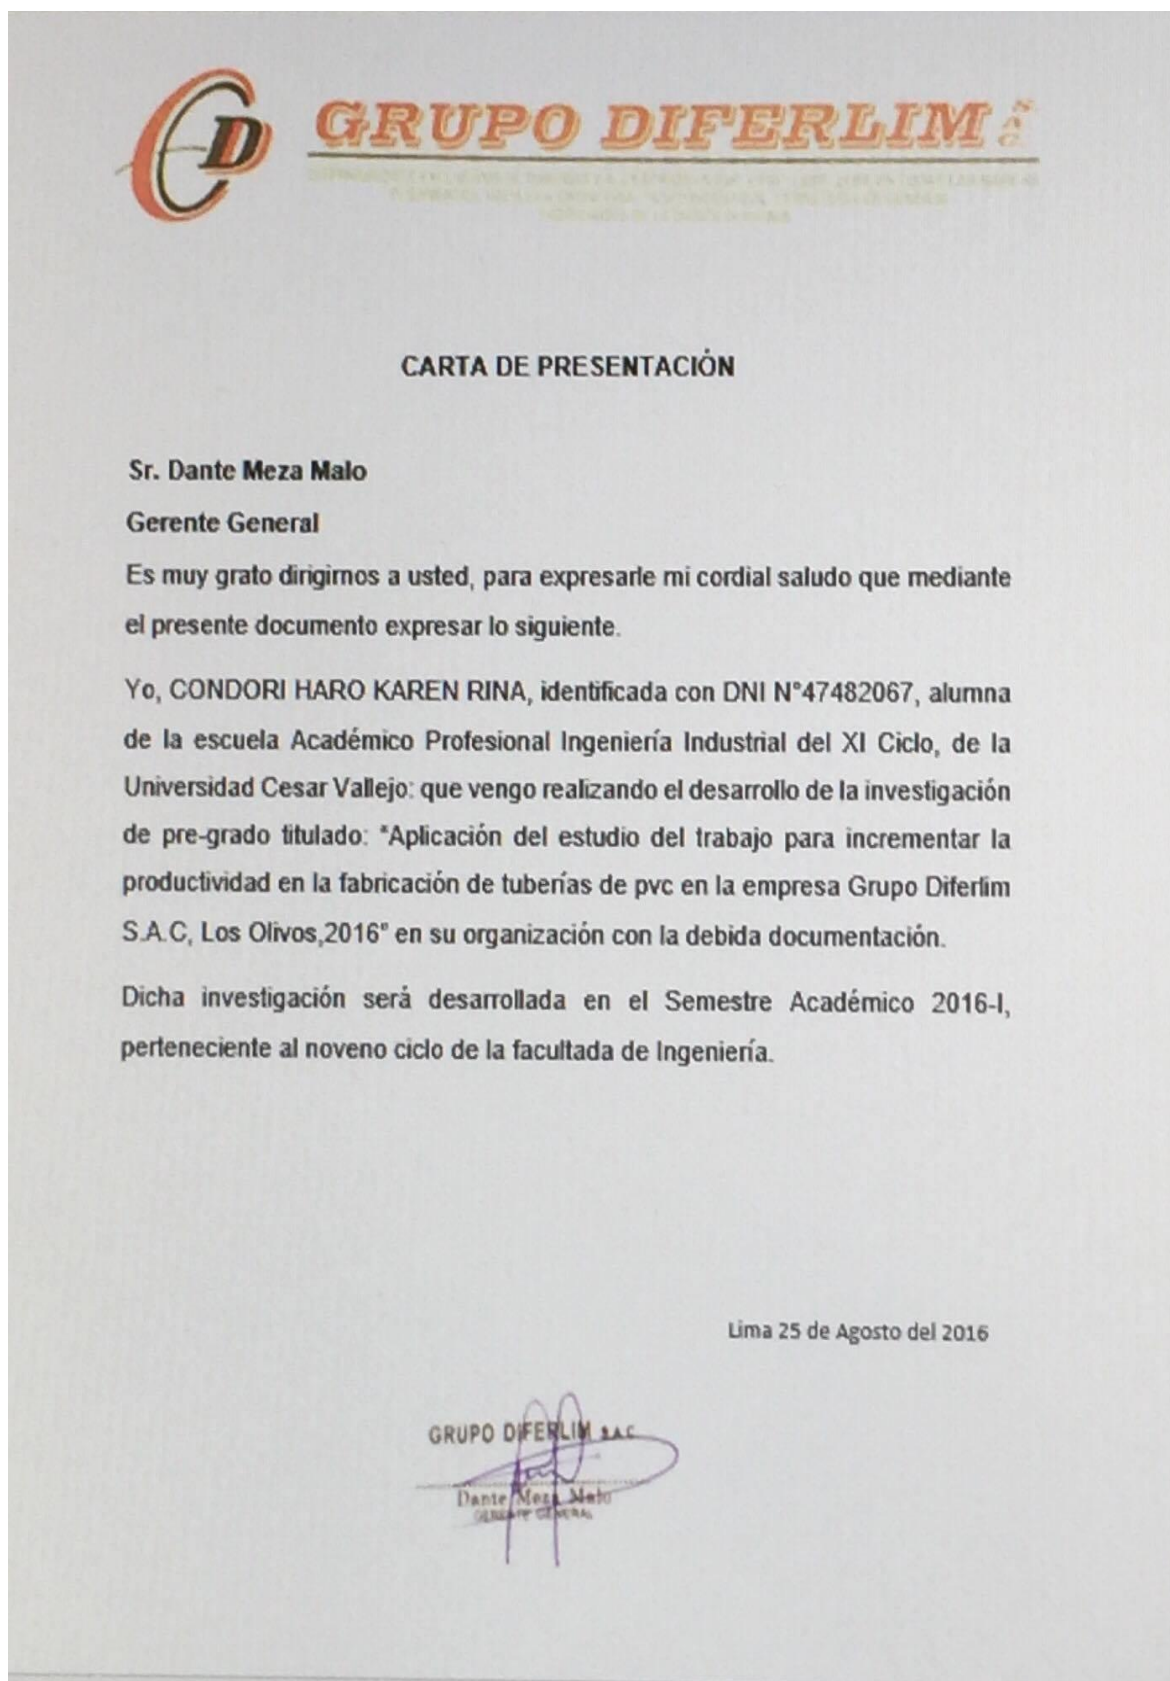 CD
GRUPO DIFERLIM SAC
CARTA DE PRESENTACIÓN
Sr. Dante Meza Malo
Gerente General
Es muy grato dirigirnos a usted, para expresarle mi cordial saludo que mediante
el presente documento expresar lo siguiente.
Yo, CONDORI HARO KAREN RINA, identificada con DNI N°47482067, alumna
de la escuela Académico Profesional Ingeniería Industrial del XI Ciclo, de la
Universidad Cesar Vallejo: que vengo realizando el desarrollo de la investigación
de pre-grado titulado: "Aplicación del estudio del trabajo para incrementar la
productividad en la fabricación de tuberías de pvc en la empresa Grupo Diferlim
S.A.C, Los Olivos,2016" en su organización con la debida documentación.
Dicha investigación será desarrollada en el Semestre Académico 2016-I,
perteneciente al noveno ciclo de la facultada de Ingeniería.
Lima 25 de Agosto del 2016
GRUPO DIFERLIM S.A.C
Dante Meza Malo
GERENTE GENERAL